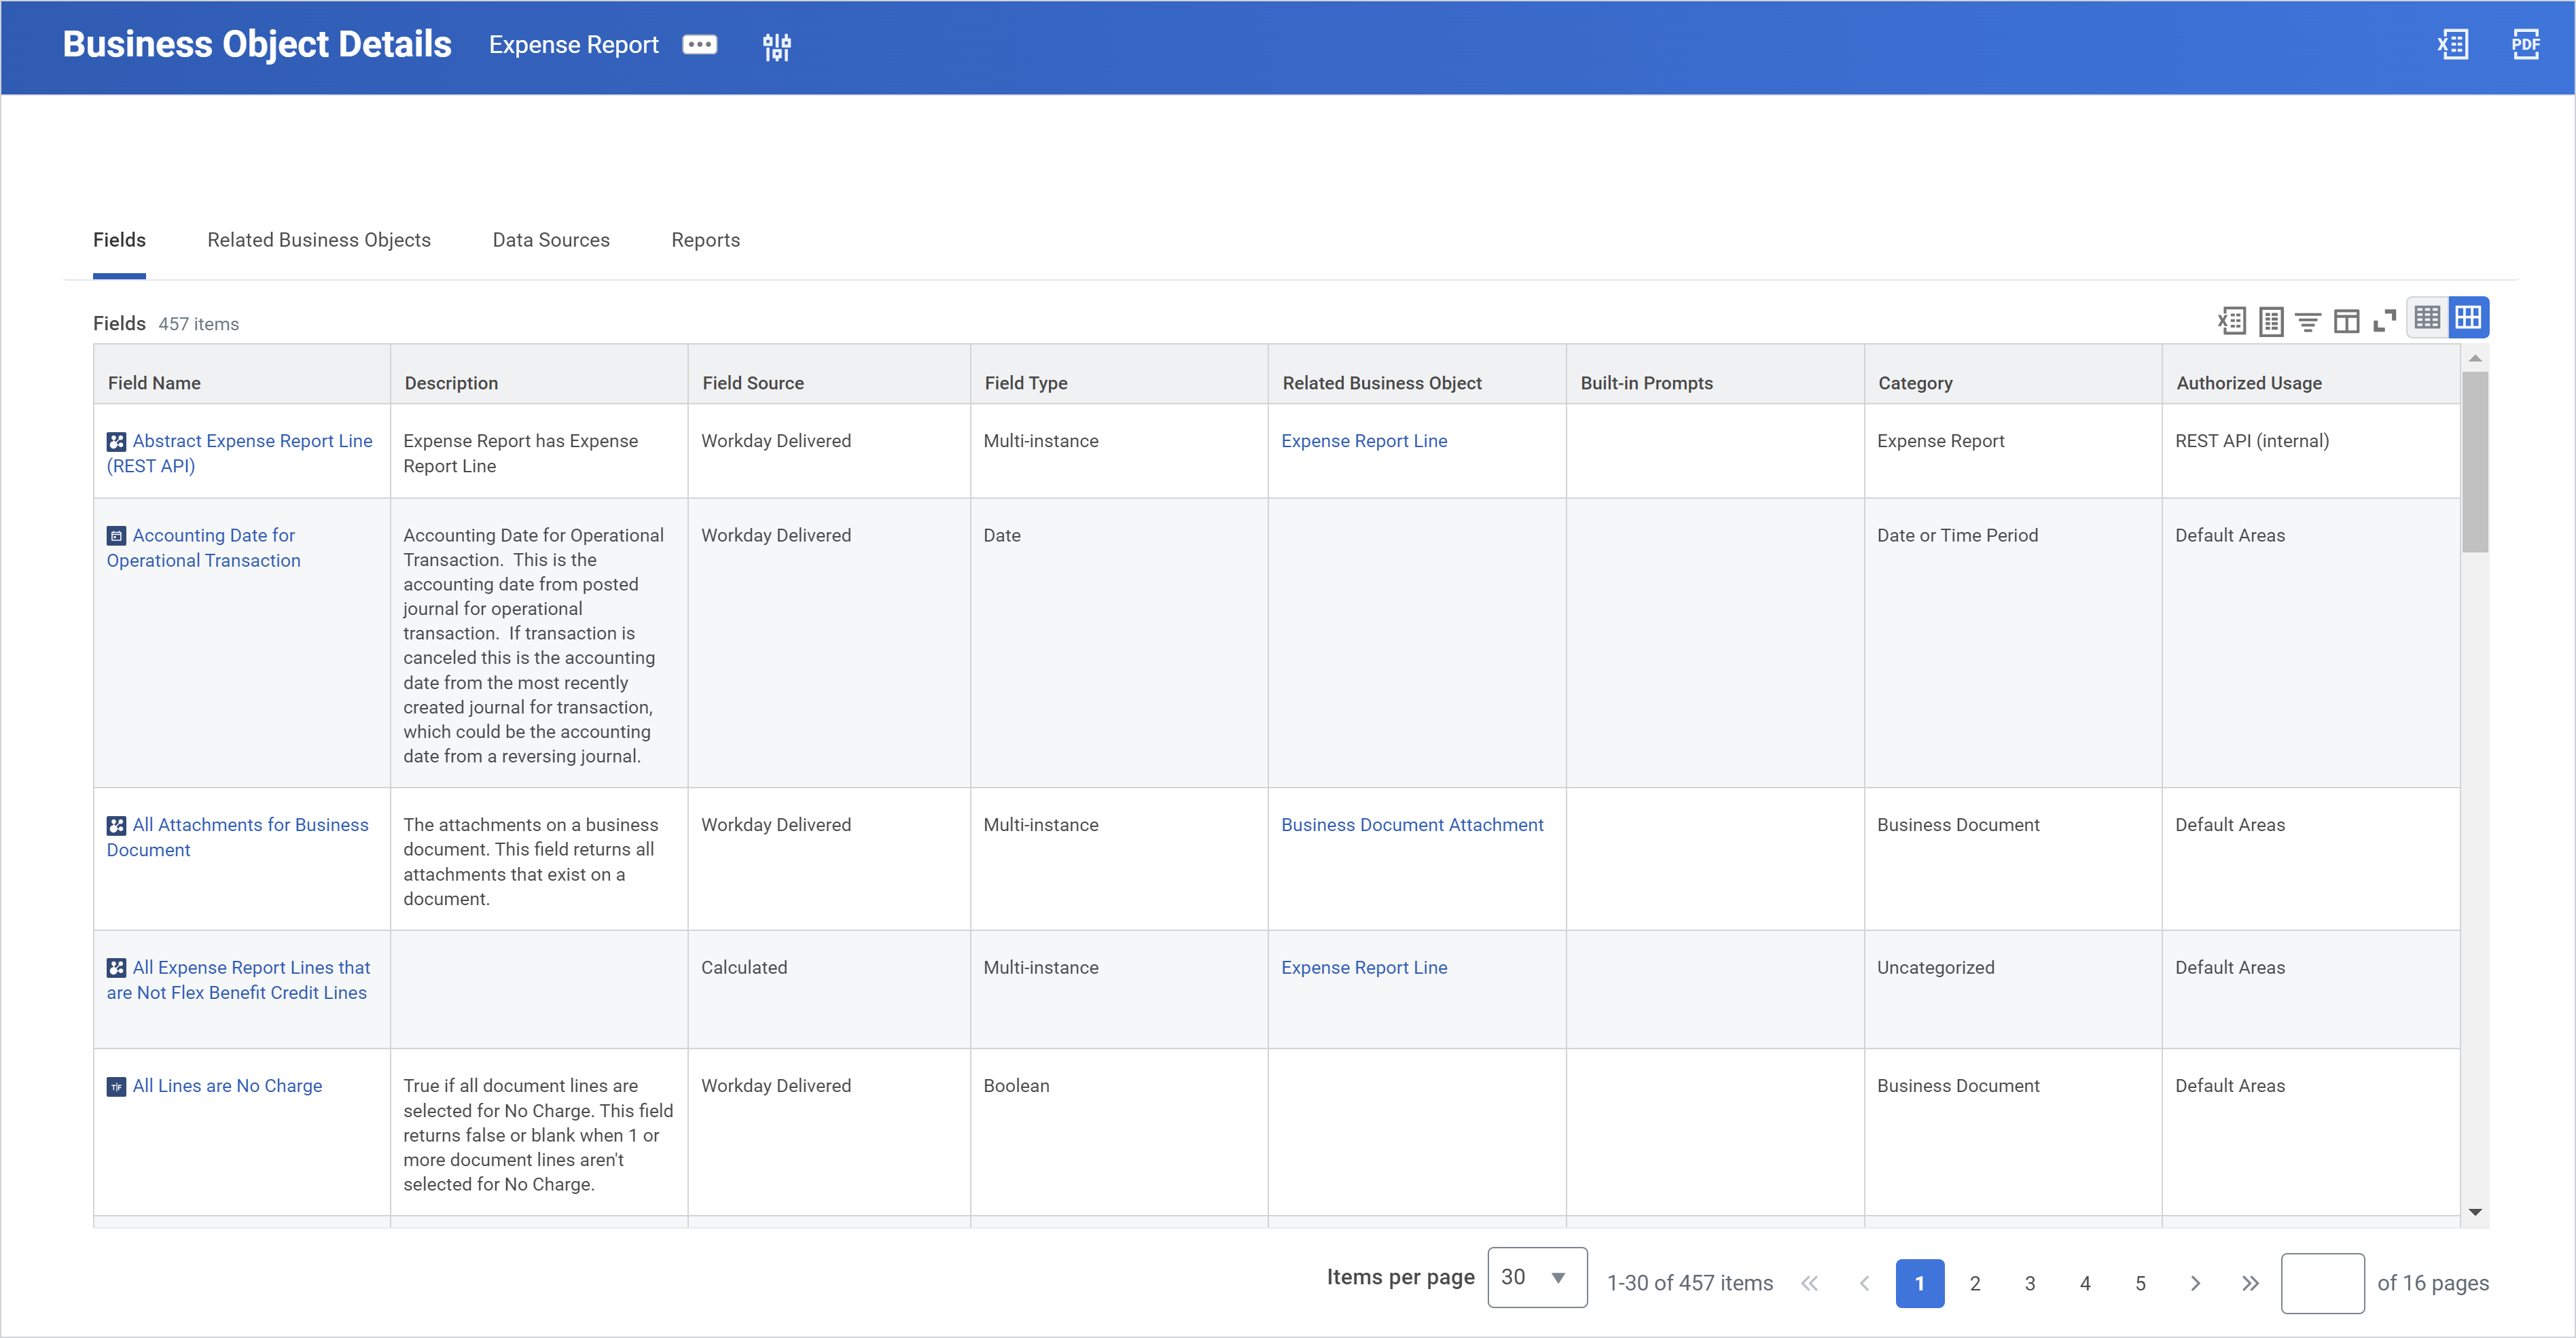 Business Object Details Expense Report
PDF
Fields Related Business Objects Data Sources Reports
Fields 457 items
Field Name Description Field Source Field Type Related Business Object Built-in Prompts Category Authorized Usage
Abstract Expense Report Line
(REST API)
Expense Report has Expense
Report Line
Workday Delivered
Multi-instance
Expense Report Line
Expense Report
REST API (internal)
Accounting Date for
Operational Transaction
Accounting Date for Operational
Transaction.  This is the
accounting date from posted
journal for operational
transaction.  If transaction is
canceled this is the accounting
date from the most recently
created journal for transaction,
which could be the accounting
date from a reversing journal.
Workday Delivered
Date
Date or Time Period
Default Areas
All Attachments for Business
Document
The attachments on a business
document. This field returns all
attachments that exist on a
document.
Workday Delivered
Multi-instance
Business Document Attachment
Business Document
Default Areas
All Expense Report Lines that
are Not Flex Benefit Credit Lines
Calculated
Multi-instance
Expense Report Line
Uncategorized
Default Areas
All Lines are No Charge
True if all document lines are
selected for No Charge. This field
returns false or blank when 1 or
more document lines aren't
selected for No Charge.
Workday Delivered
Boolean
Business Document
Default Areas
Items per page 30 1-30 of 457 items 1 2 3 4 5 of 16 pages